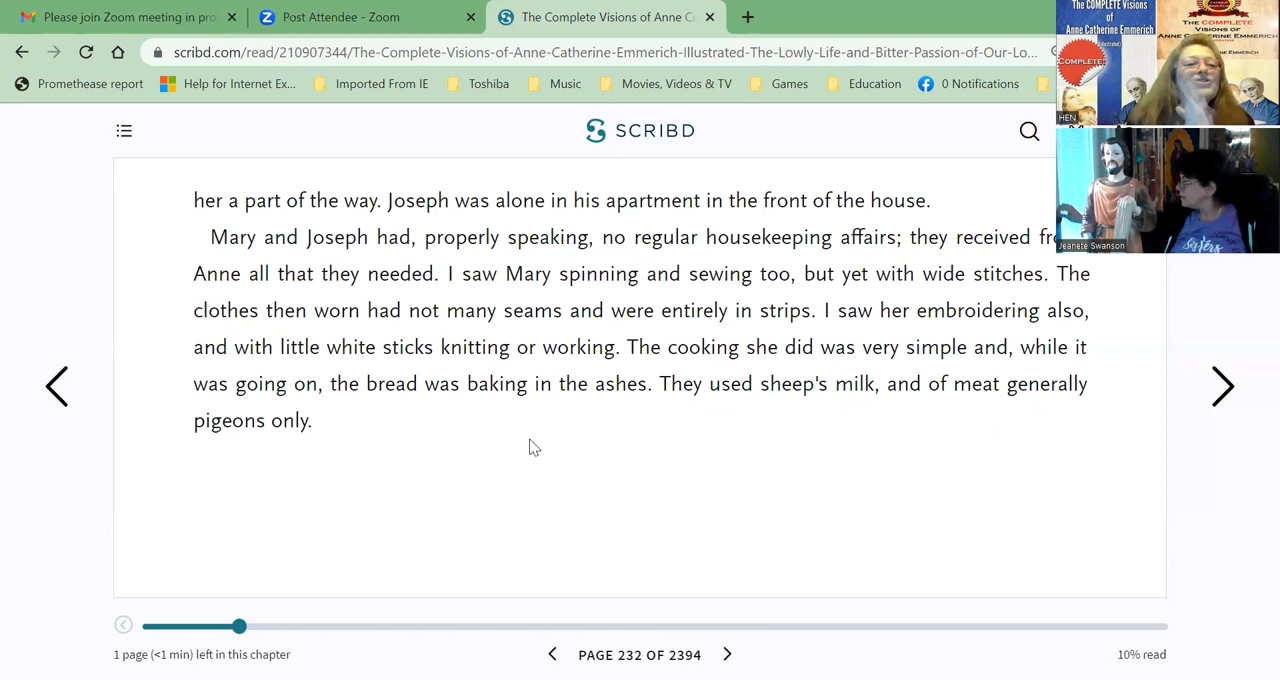 Please join Zoom meeting in pro
Post Attendee - Zoom
The Complete Visions of Anne C
scribd.com/read/210907344/The-Complete-Visions-of-Anne-Catherine-Emmerich-Illustrated-The-Lowly-Life-and-Bitter-Passion-of-Our-Lo...
Promethease report
Help for Internet Ex...
Imported From IE
Toshiba
Music
Movies, Videos & TV
Games
Education
0 Notifications
The COMPLETE Visions
of
Anne Catherine Emmerich
COMPLETE!
The COMPLETE
VISIONS of
ANNE CATHERINE EMMERICH
HEN
Jeanete Swanson
SCRIBD
her a part of the way. Joseph was alone in his apartment in the front of the house.
Mary and Joseph had, properly speaking, no regular housekeeping affairs; they received fro
Anne all that they needed. I saw Mary spinning and sewing too, but yet with wide stitches. The
clothes then worn had not many seams and were entirely in strips. I saw her embroidering also,
and with little white sticks knitting or working. The cooking she did was very simple and, while it
was going on, the bread was baking in the ashes. They used sheep's milk, and of meat generally
pigeons only.
1 page (<1 min) left in this chapter
PAGE 232 OF 2394
10% read